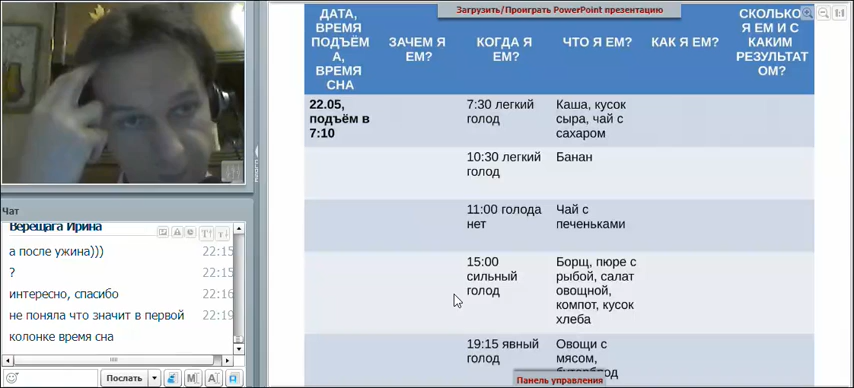 Загрузить/Проиграть PowerPoint презентацию
1:1
ДАТА,
ВРЕМЯ
ПОДЪЁМ
А,
ВРЕМЯ
СНА
ЗАЧЕМ Я
ЕМ?
КОГДА Я
ЕМ?
ЧТО Я ЕМ?
КАК Я ЕМ?
СКОЛЬКО
Я ЕМ И С
КАКИМ
РЕЗУЛЬТАТ
ОМ?
22.05,
подъём в
7:10
7:30 легкий
голод
Каша, кусок
сыра, чай с
сахаром
10:30 легкий
голод
Банан
11:00 голода
нет
Чай с
печеньками
15:00
сильный
голод
Борщ, пюре с
рыбой, салат
овощной,
компот, кусок
хлеба
19:15 явный
голод
Овощи с
мясом,
Панель управления
Чат
Верещага Ирина
а после ужина))) 22:15
? 22:15
интересно, спасибо 22:16
не поняла что значит в первой 22:19
колонке время сна
Послать